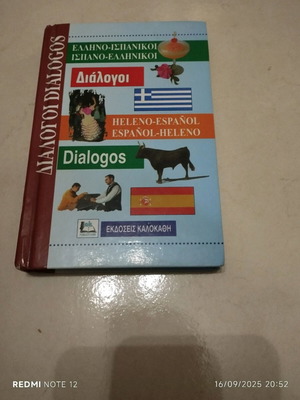 ΔΙΑΛΟΓΟΙ DIALOGOS
ΕΛΛΗΝΟ-ΙΣΠΑΝΙΚΟΙ
ΙΣΠΑΝΟ-ΕΛΛΗΝΙΚΟΙ
Διάλογοι
HELENO-ESPAÑOL
ESPAÑOL-HELENO
Dialogos
ΕΚΔΟΣΕΙΣ ΚΑΛΟΚΑΘΗ
REDMI NOTE 12
16/09/2025 20:52